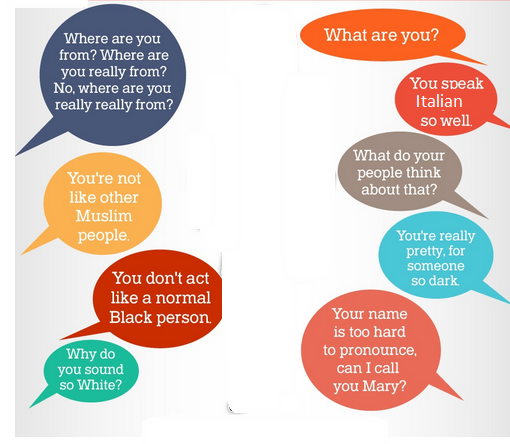 Where are you
from? Where are
you really from?
No, where are you
really really from?
You're not
like other
Muslim
people.
You don't act
like a normal
Black person.
Why do
you sound
so White?
What are you?
You speak
Italian
so well.
What do your
people think
about that?
You're really
pretty, for
someone
so dark.
Your name
is too hard
to pronounce,
can I call
you Mary?